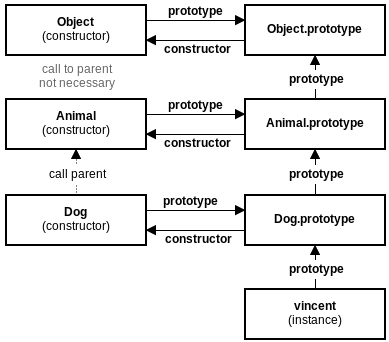 Object
(constructor)
prototype
constructor
Object.prototype
call to parent
not necessary
prototype
Animal
(constructor)
prototype
constructor
Animal.prototype
call parent
prototype
Dog
(constructor)
prototype
constructor
Dog.prototype
prototype
vincent
(instance)